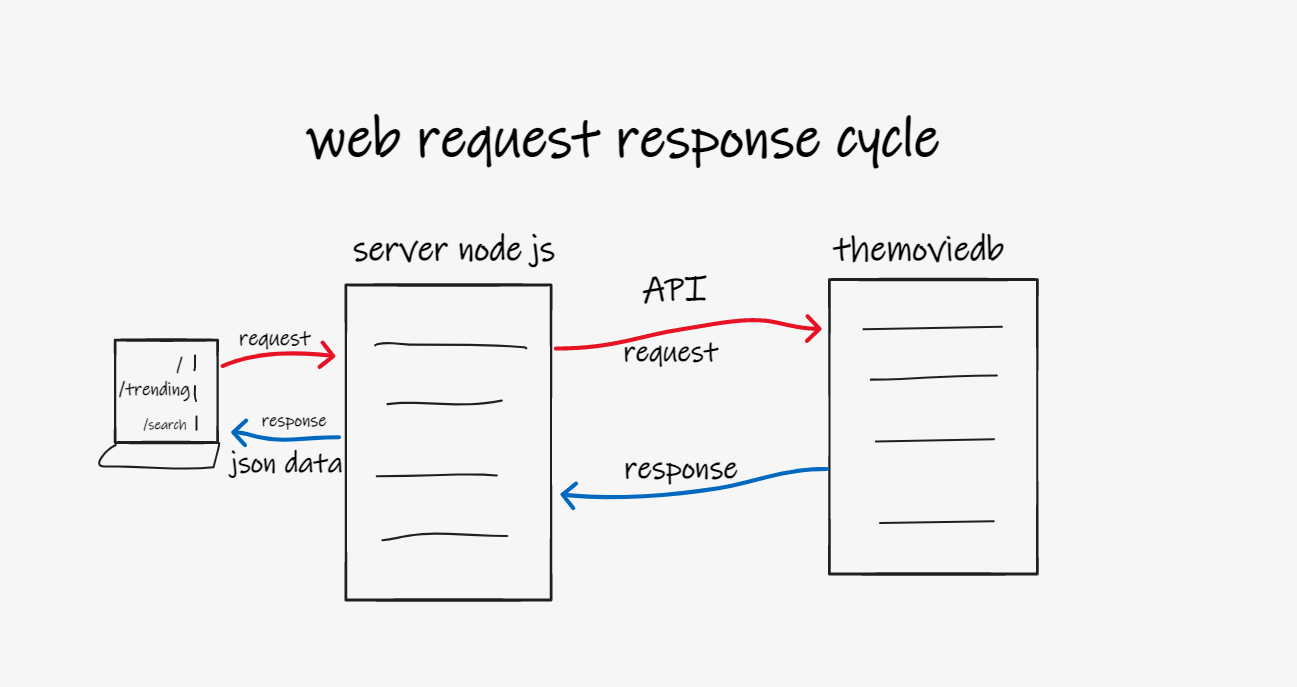 web request response cycle
server node js
themoviedb
API
request
request
/
/trending
/search
response
json data
response